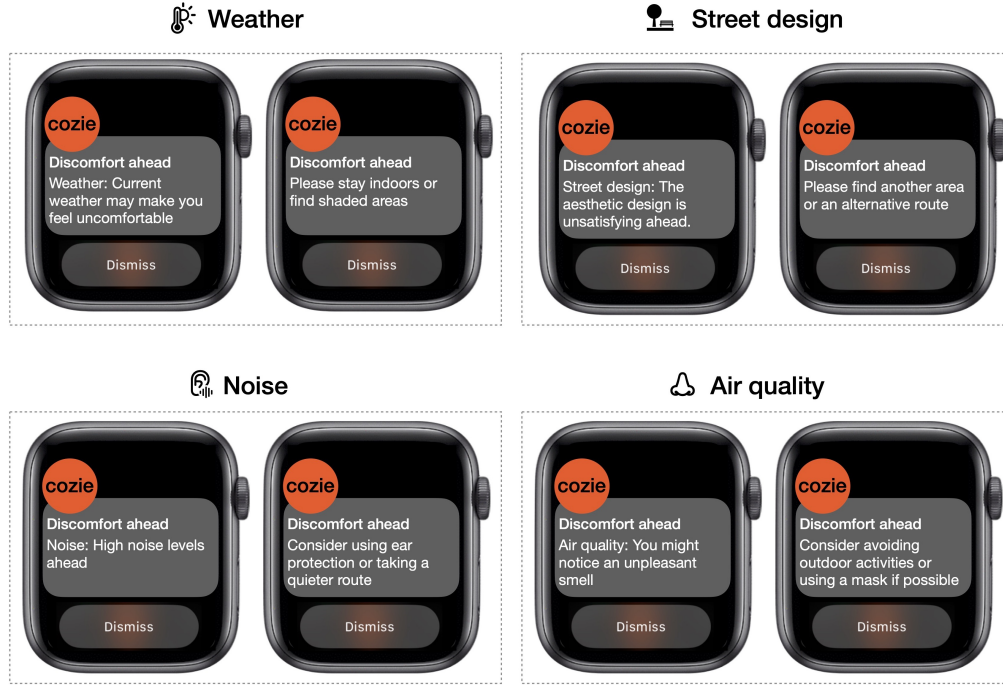 Weather
cozie
Discomfort ahead
Weather: Current
weather may make you
feel uncomfortable
Dismiss
cozie
Discomfort ahead
Please stay indoors or
find shaded areas
Dismiss
Street design
cozie
Discomfort ahead
Street design: The
aesthetic design is
unsatisfying ahead.
Dismiss
cozie
Discomfort ahead
Please find another area
or an alternative route
Dismiss
Noise
cozie
Discomfort ahead
Noise: High noise levels
ahead
Dismiss
cozie
Discomfort ahead
Consider using ear
protection or taking a
quieter route
Dismiss
Air quality
cozie
Discomfort ahead
Air quality: You might
notice an unpleasant
smell
Dismiss
cozie
Discomfort ahead
Consider avoiding
outdoor activities or
using a mask if possible
Dismiss